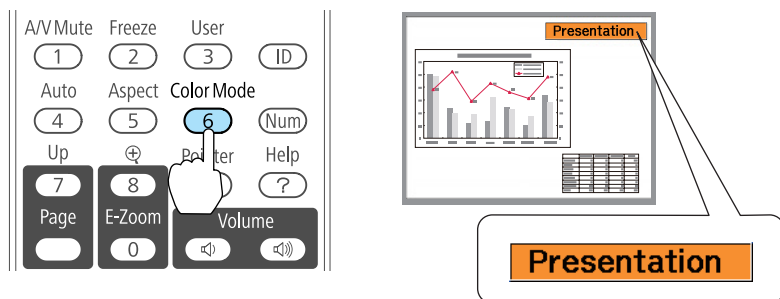 A/V Mute Freeze User
1 2 3 ID
Auto Aspect Color Mode
4 5 6 Num
Up Pointer Help
7 8 ?
Page E-Zoom Volume
0
Presentation
Presentation